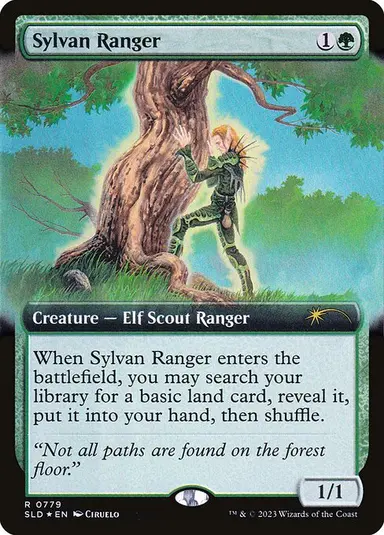 Sylvan Ranger 1
Creature — Elf Scout Ranger
When Sylvan Ranger enters the
battlefield, you may search your
library for a basic land card, reveal it,
put it into your hand, then shuffle.
“Not all paths are found on the forest
floor.”
1/1
R 0779
SLD ★ EN Ciruelo
™ & © 2023 Wizards of the Coast